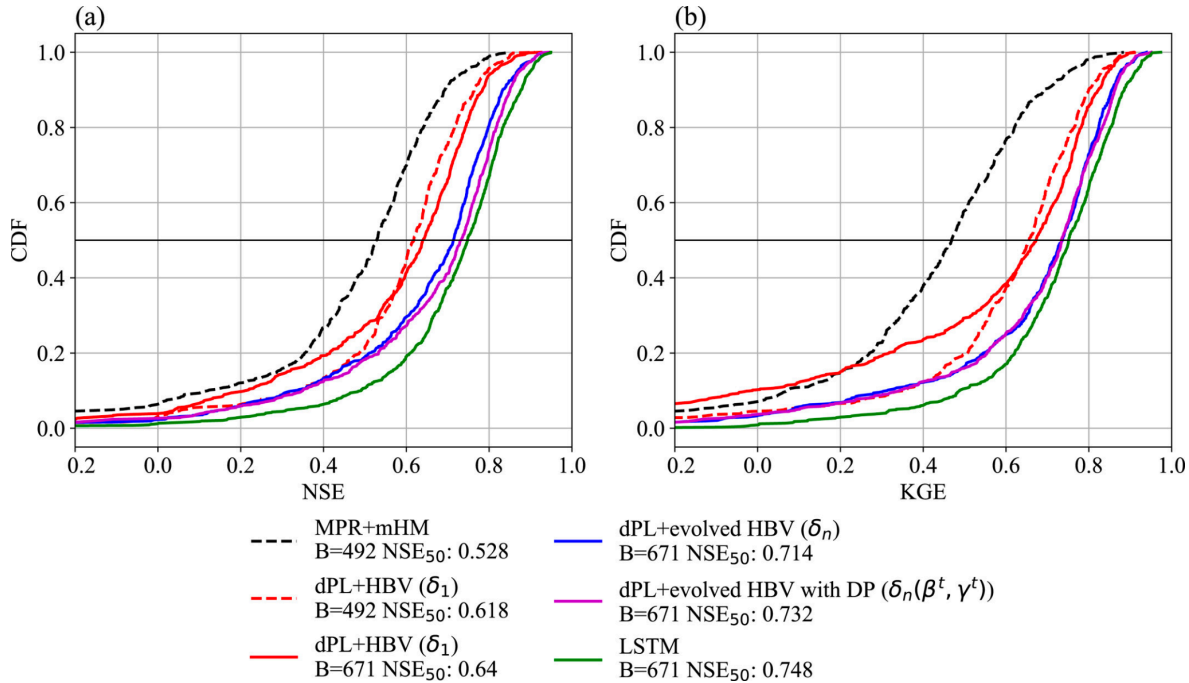 (a)
(b)
1.0
0.8
0.6
0.4
0.2
0.0
CDF
0.2 0.0 0.2 0.4 0.6 0.8 1.0
NSE
1.0
0.8
0.6
0.4
0.2
0.0
CDF
0.2 0.0 0.2 0.4 0.6 0.8 1.0
KGE
MPR+mHM
B=492 NSE₅₀: 0.528
dPL+HBV (δ₁)
B=492 NSE₅₀: 0.618
dPL+HBV (δ₁)
B=671 NSE₅₀: 0.64
dPL+evolved HBV (δₙ)
B=671 NSE₅₀: 0.714
dPL+evolved HBV with DP (δₙ(βᵗ, γᵗ))
B=671 NSE₅₀: 0.732
LSTM
B=671 NSE₅₀: 0.748